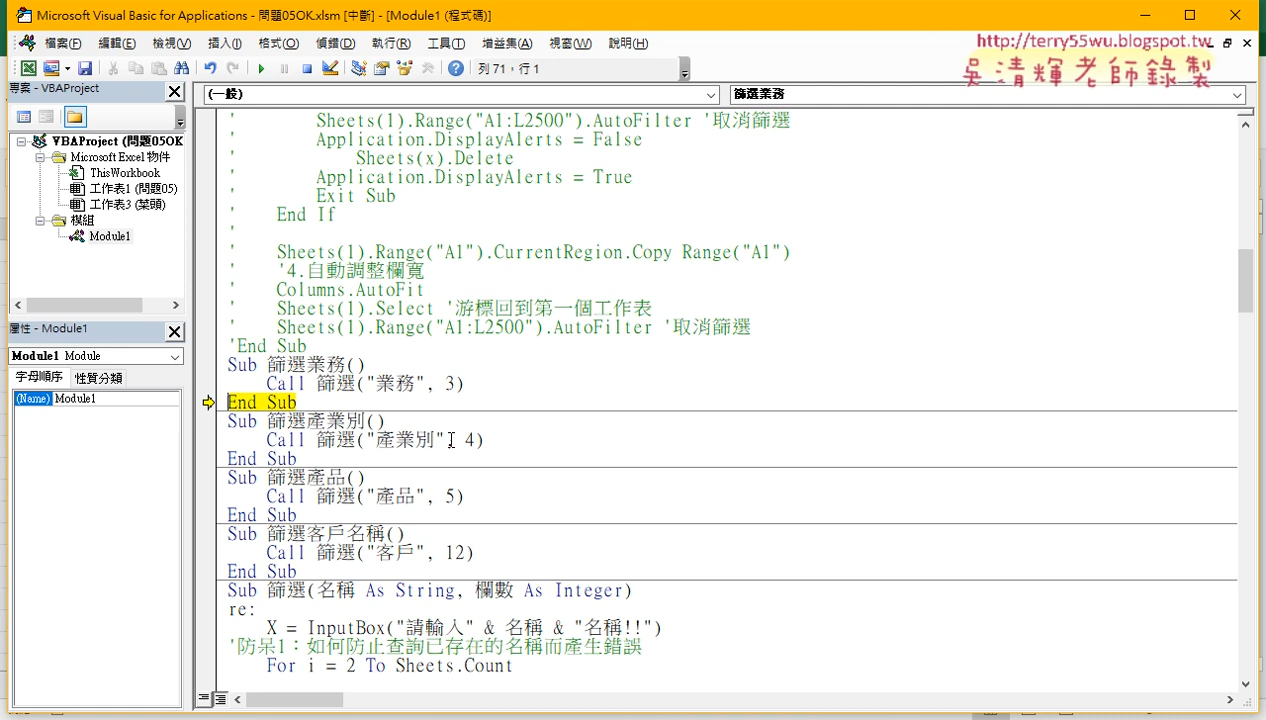 Microsoft Visual Basic for Applications - 問題05OK.xlsm [中斷] - [Module1 (程式碼)]
檔案(F) 編輯(E) 檢視(V) 插入(I) 格式(O) 偵錯(D) 執行(R) 工具(T) 增益集(A) 視窗(W) 說明(H)
http://terry55wu.blogspot.tw
吳清輝老師錄製
列 71，行 1
專案 - VBAProject
(一般)
篩選業務
VBAProject (問題05OK
Microsoft Excel 物件
ThisWorkbook
工作表1 (問題05)
工作表3 (葉頭)
模組
Module1
屬性 - Module1
Module1 Module
字母順序 性質分類
(Name) Module1
' Sheets(1).Range("A1:L2500").AutoFilter '取消篩選
' Application.DisplayAlerts = False
' Sheets(x).Delete
' Application.DisplayAlerts = True
' Exit Sub
' End If
'
' Sheets(1).Range("A1").CurrentRegion.Copy Range("A1")
' '4.自動調整欄寬
' Columns.AutoFit
' Sheets(1).Select '游標回到第一個工作表
' Sheets(1).Range("A1:L2500").AutoFilter '取消篩選
'End Sub
Sub 篩選業務()
Call 篩選("業務", 3)
End Sub
Sub 篩選產業別()
Call 篩選("產業別", 4)
End Sub
Sub 篩選產品()
Call 篩選("產品", 5)
End Sub
Sub 篩選客戶名稱()
Call 篩選("客戶", 12)
End Sub
Sub 篩選(名稱 As String, 欄數 As Integer)
re:
X = InputBox("請輸入" & 名稱 & "名稱!!")
'防呆1：如何防止查詢已存在的名稱而產生錯誤
For i = 2 To Sheets.Count